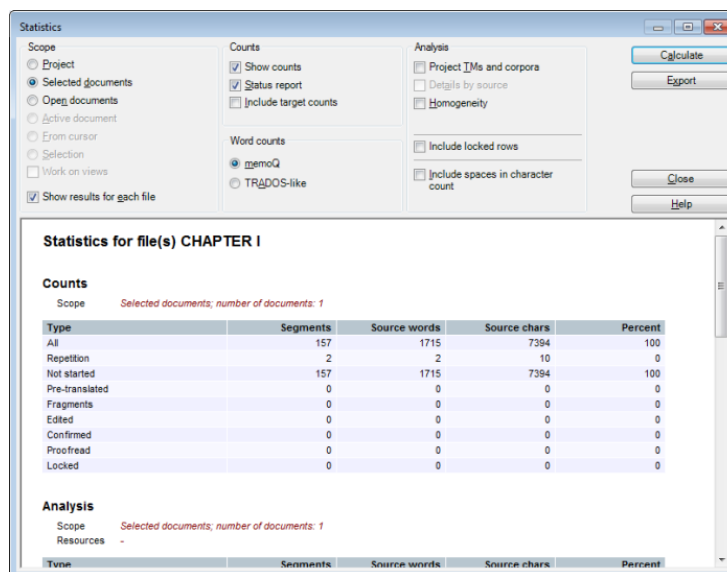 Statistics
Scope
Project
Selected documents
Open documents
Active document
From cursor
Selection
Work on views
Show results for each file
Counts
Show counts
Status report
Include target counts
Word counts
memoQ
TRADOS-like
Analysis
Project TMs and corpora
Details by source
Homogeneity
Include locked rows
Include spaces in character
count
Calculate
Export
Close
Help
Statistics for file(s) CHAPTER I
Counts
Scope Selected documents; number of documents: 1
Type Segments Source words Source chars Percent
All 157 1715 7394 100
Repetition 2 2 10 0
Not started 157 1715 7394 100
Pre-translated 0 0 0 0
Fragments 0 0 0 0
Edited 0 0 0 0
Confirmed 0 0 0 0
Proofread 0 0 0 0
Locked 0 0 0 0
Analysis
Scope Selected documents; number of documents: 1
Resources -
Type Segments Source words Source chars Percent